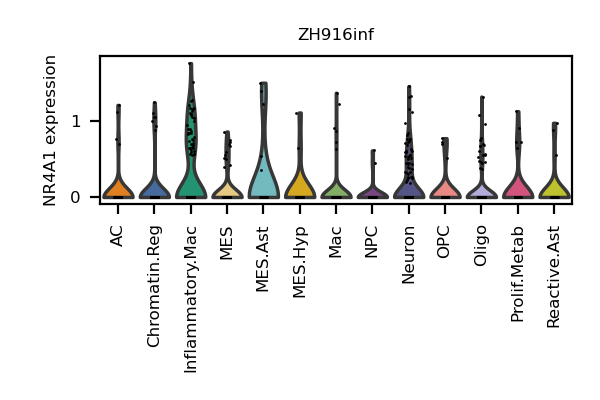 ZH916inf
NR4A1 expression
1
0
AC
Chromatin.Reg
Inflammatory.Mac
MES
MES.Ast
MES.Hyp
Mac
NPC
Neuron
OPC
Oligo
Prolif.Metab
Reactive.Ast